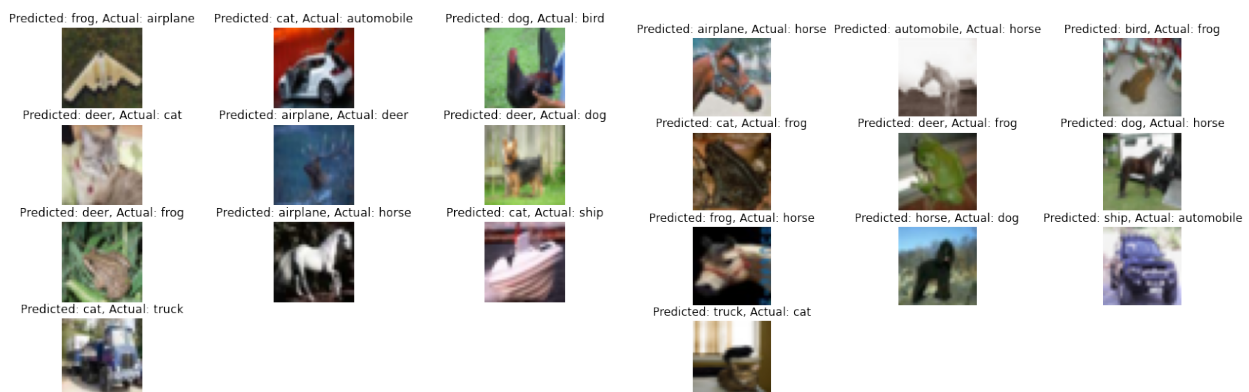 Predicted: frog, Actual: airplane
Predicted: cat, Actual: automobile
Predicted: dog, Actual: bird
Predicted: deer, Actual: cat
Predicted: airplane, Actual: deer
Predicted: deer, Actual: dog
Predicted: deer, Actual: frog
Predicted: airplane, Actual: horse
Predicted: cat, Actual: ship
Predicted: cat, Actual: truck
Predicted: airplane, Actual: horse
Predicted: automobile, Actual: horse
Predicted: bird, Actual: frog
Predicted: cat, Actual: frog
Predicted: deer, Actual: frog
Predicted: dog, Actual: horse
Predicted: frog, Actual: horse
Predicted: horse, Actual: dog
Predicted: ship, Actual: automobile
Predicted: truck, Actual: cat